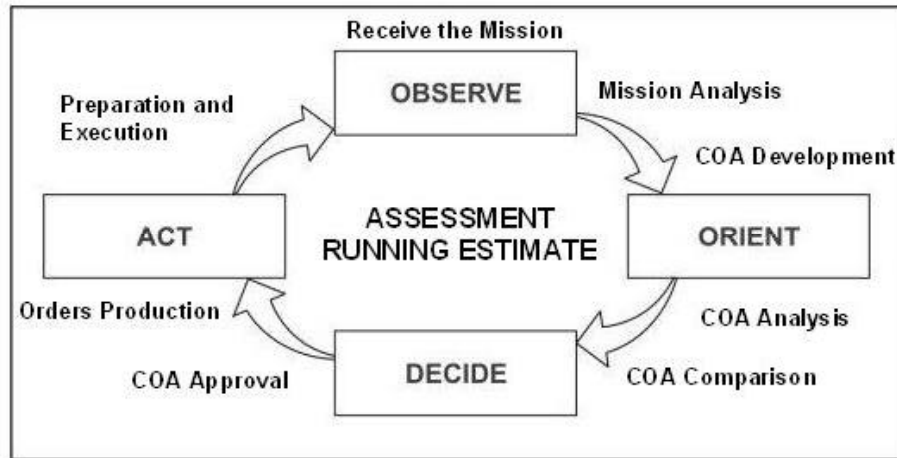 Receive the Mission
OBSERVE
Mission Analysis
COA Development
ORIENT
COA Analysis
COA Comparison
DECIDE
COA Approval
Orders Production
ACT
Preparation and
Execution
ASSESSMENT
RUNNING ESTIMATE